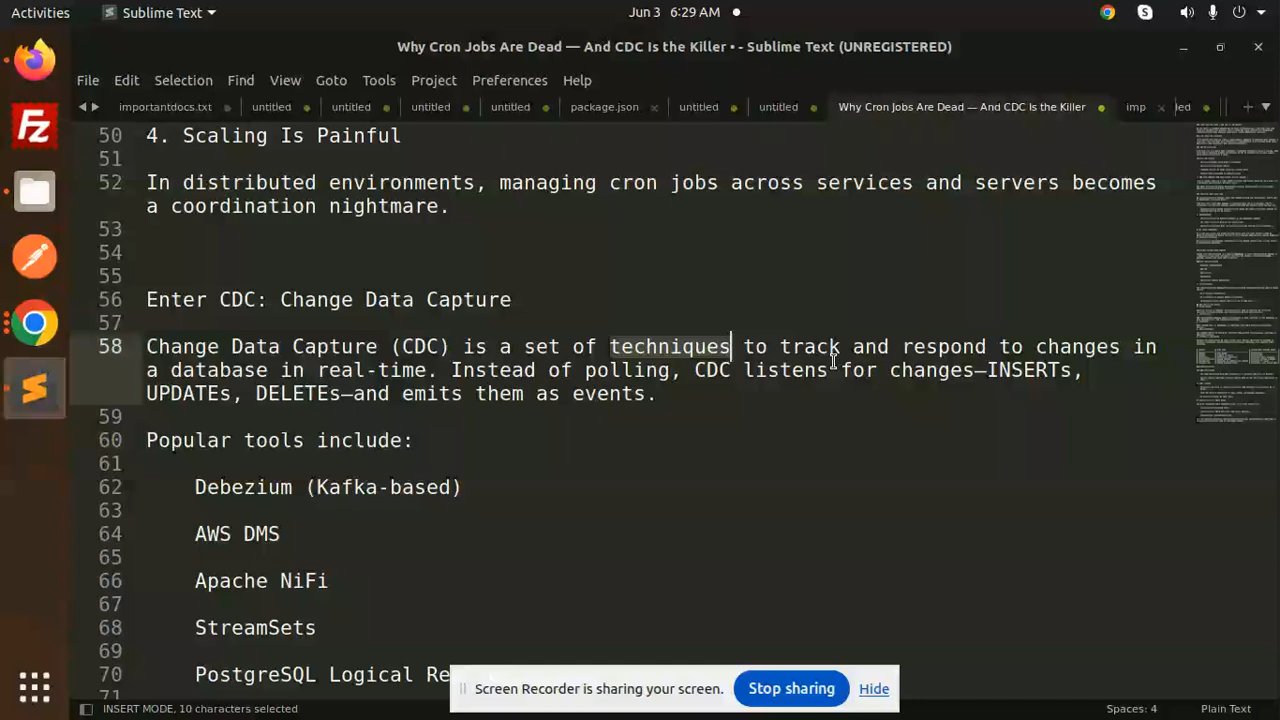 Activities
Sublime Text
Jun 3 6:29 AM
Why Cron Jobs Are Dead — And CDC Is the Killer • - Sublime Text (UNREGISTERED)
File Edit Selection Find View Goto Tools Project Preferences Help
importantdocs.txt untitled untitled untitled untitled package.json untitled untitled Why Cron Jobs Are Dead — And CDC Is the Killer imp led
50 4. Scaling Is Painful
51
52 In distributed environments, managing cron jobs across services and servers becomes
a coordination nightmare.
53
54
55
56 Enter CDC: Change Data Capture
57
58 Change Data Capture (CDC) is a set of techniques to track and respond to changes in
a database in real-time. Instead of polling, CDC listens for changes—INSERTs,
UPDATEs, DELETEs—and emits them as events.
59
60 Popular tools include:
61
62 Debezium (Kafka-based)
63
64 AWS DMS
65
66 Apache NiFi
67
68 StreamSets
69
70 PostgreSQL Logical Re
71
Screen Recorder is sharing your screen. Stop sharing Hide
INSERT MODE, 10 characters selected
Spaces: 4 Plain Text